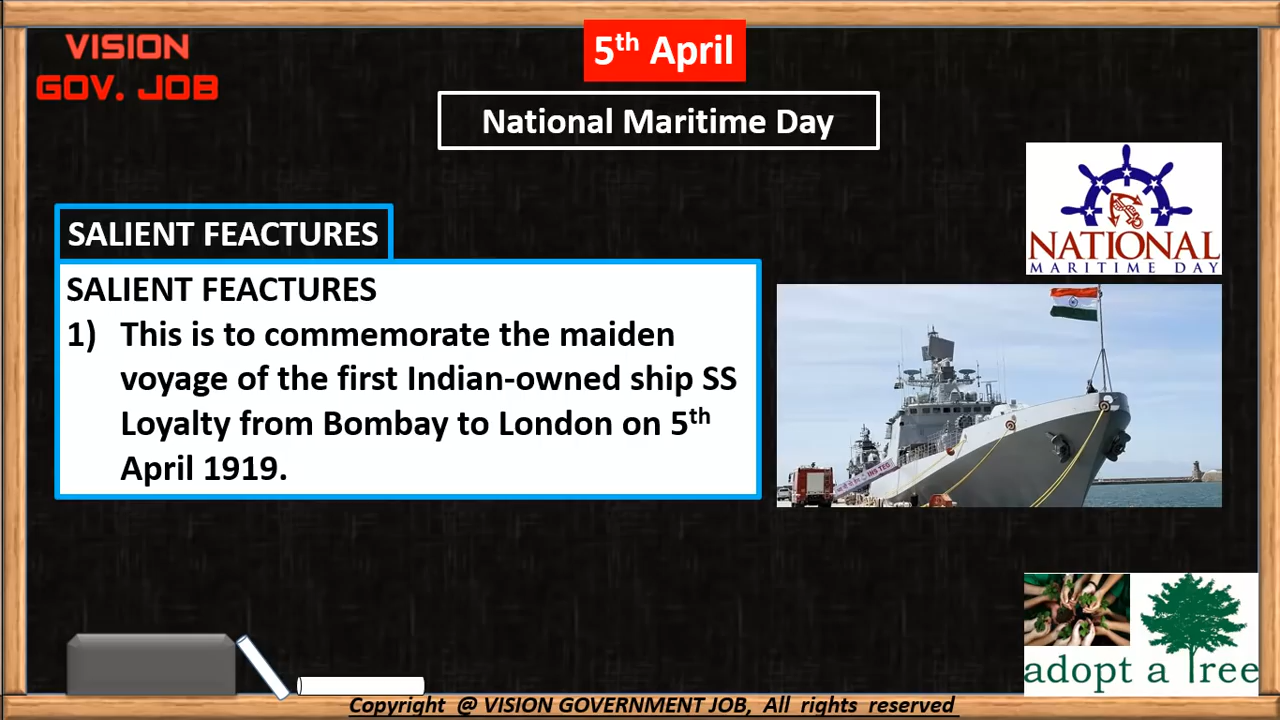 VISION
GOV. JOB
5th April
National Maritime Day
SALIENT FEACTURES
SALIENT FEACTURES
1) This is to commemorate the maiden
voyage of the first Indian-owned ship SS
Loyalty from Bombay to London on 5th
April 1919.
NATIONAL
MARITIME DAY
INS TEG
adopt a Tree
Copyright @ VISION GOVERNMENT JOB, All rights reserved